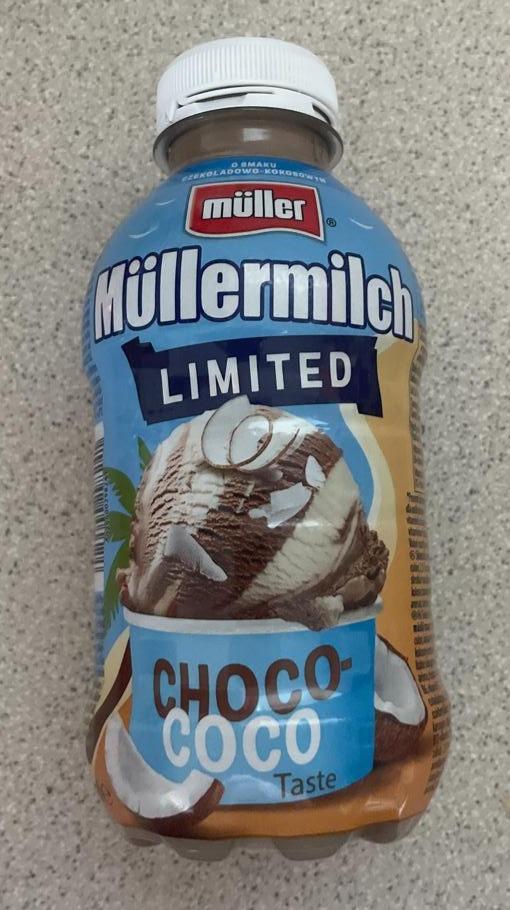 O SMAKU
CZEKOLADOWO-KOKOSOWYM
müller®
Müllermilch
LIMITED
CHOCO-
COCO
Taste